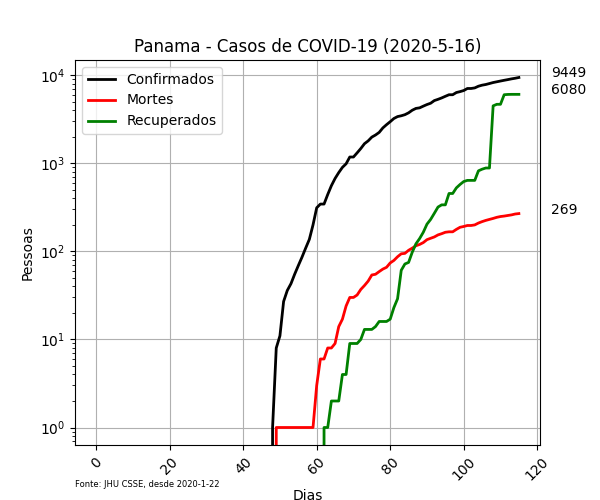 Panama - Casos de COVID-19 (2020-5-16)
Confirmados
Mortes
Recuperados
9449
6080
269
10⁴
10³
10²
10¹
10⁰
Pessoas
0 20 40 60 80 100 120
Fonte: JHU CSSE, desde 2020-1-22
Dias